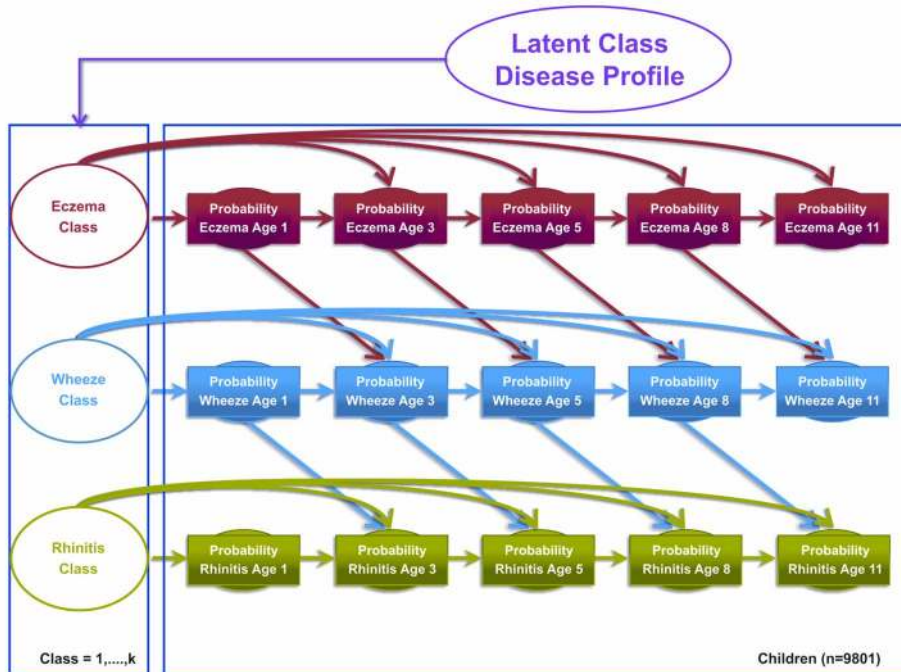 Latent Class
Disease Profile
Eczema
Class
Probability
Eczema Age 1
Probability
Eczema Age 3
Probability
Eczema Age 5
Probability
Eczema Age 8
Probability
Eczema Age 11
Wheeze
Class
Probability
Wheeze Age 1
Probability
Wheeze Age 3
Probability
Wheeze Age 5
Probability
Wheeze Age 8
Probability
Wheeze Age 11
Rhinitis
Class
Probability
Rhinitis Age 1
Probability
Rhinitis Age 3
Probability
Rhinitis Age 5
Probability
Rhinitis Age 8
Probability
Rhinitis Age 11
Class = 1,....,k
Children (n=9801)